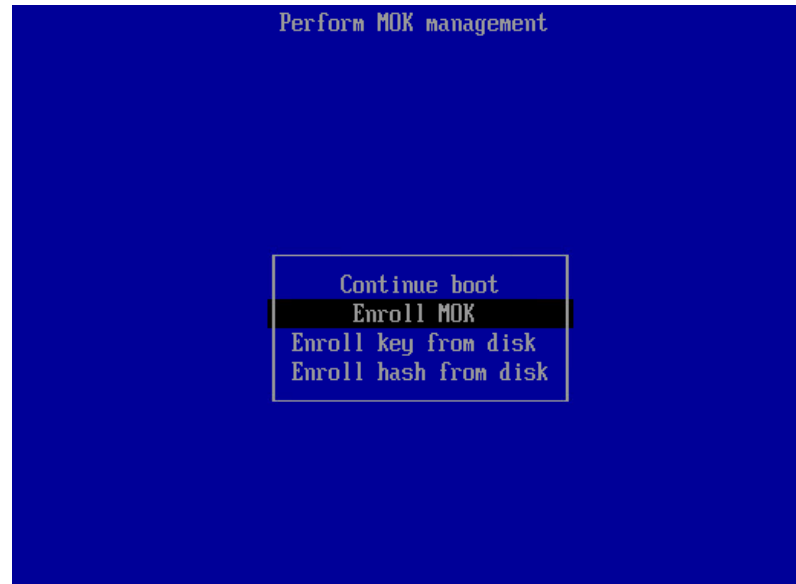 Perform MOK management
Continue boot
Enroll MOK
Enroll key from disk
Enroll hash from disk